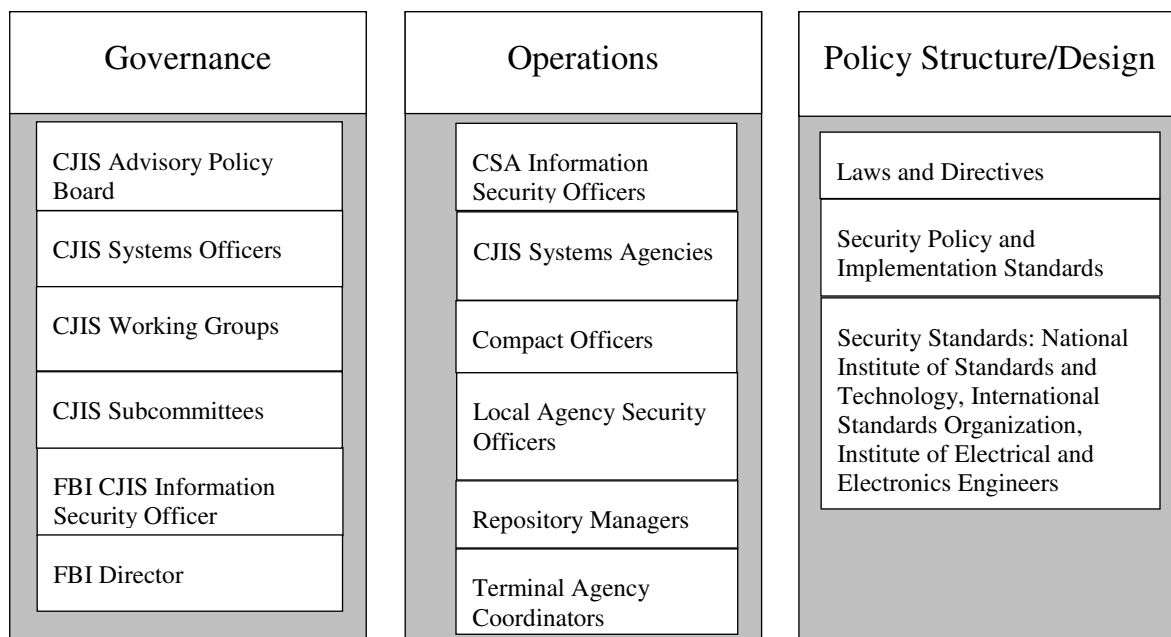 Governance
CJIS Advisory Policy
Board
CJIS Systems Officers
CJIS Working Groups
CJIS Subcommittees
FBI CJIS Information
Security Officer
FBI Director
Operations
CSA Information
Security Officers
CJIS Systems Agencies
Compact Officers
Local Agency Security
Officers
Repository Managers
Terminal Agency
Coordinators
Policy Structure/Design
Laws and Directives
Security Policy and
Implementation Standards
Security Standards: National
Institute of Standards and
Technology, International
Standards Organization,
Institute of Electrical and
Electronics Engineers